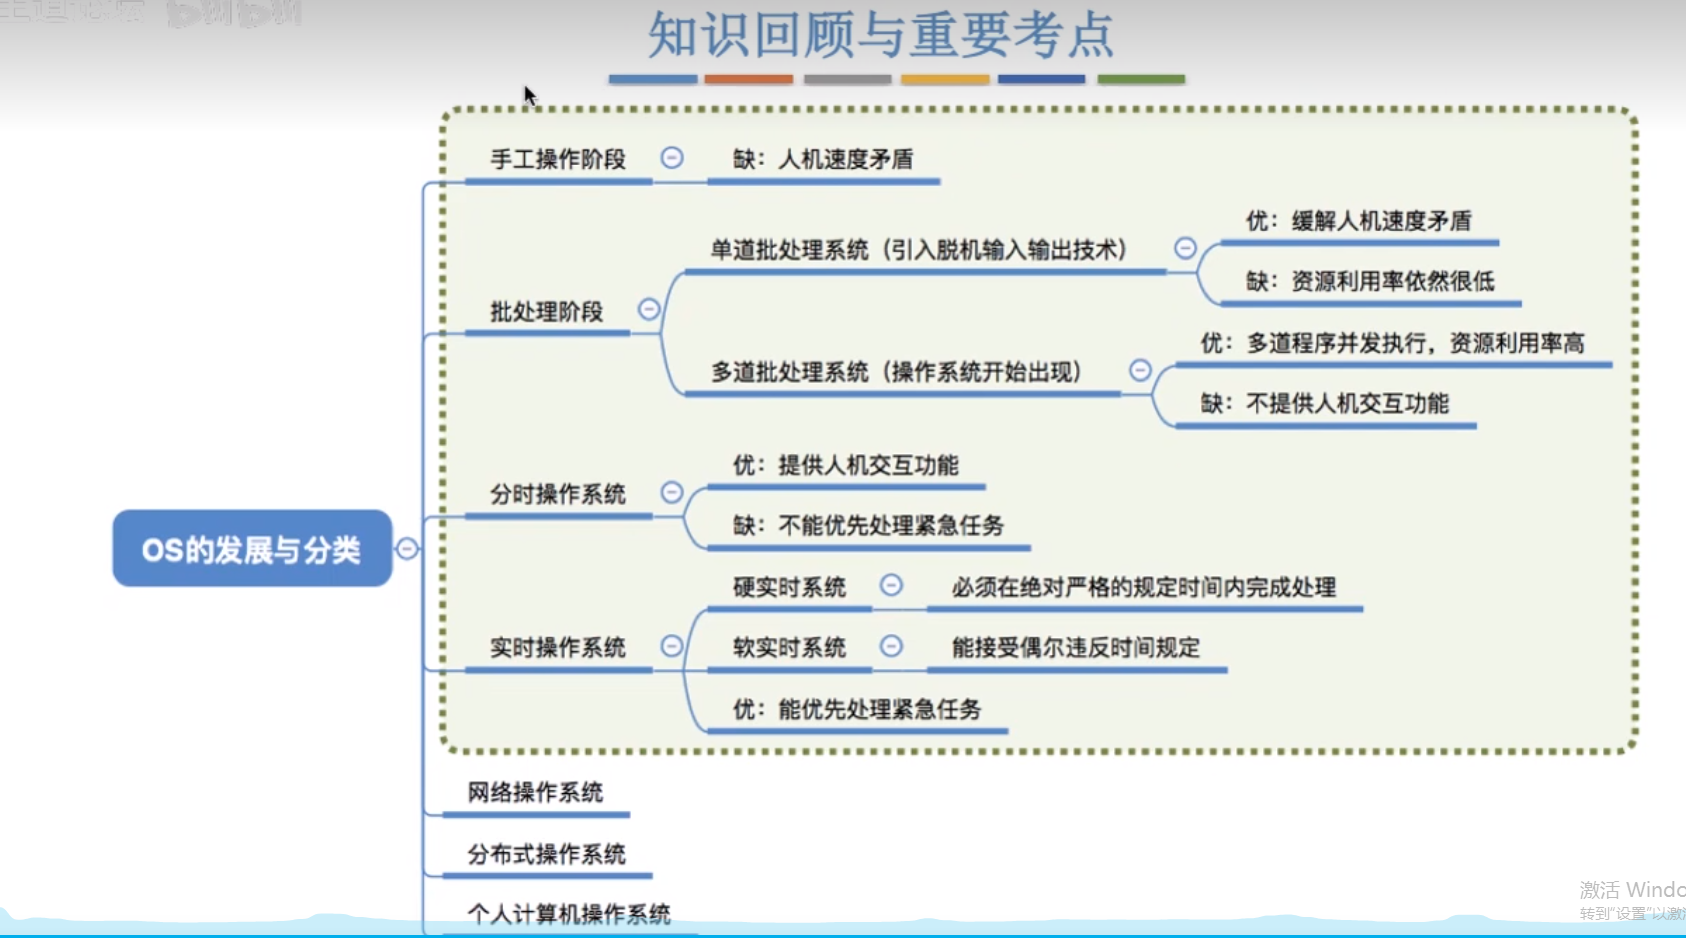 知识回顾与重要考点
手工操作阶段
缺：人机速度矛盾
批处理阶段
单道批处理系统（引入脱机输入输出技术）
优：缓解人机速度矛盾
缺：资源利用率依然很低
多道批处理系统（操作系统开始出现）
优：多道程序并发执行，资源利用率高
缺：不提供人机交互功能
OS的发展与分类
分时操作系统
优：提供人机交互功能
缺：不能优先处理紧急任务
实时操作系统
硬实时系统
必须在绝对严格的规定时间内完成处理
软实时系统
能接受偶尔违反时间规定
优：能优先处理紧急任务
网络操作系统
分布式操作系统
个人计算机操作系统
激活
转到"设置"以激